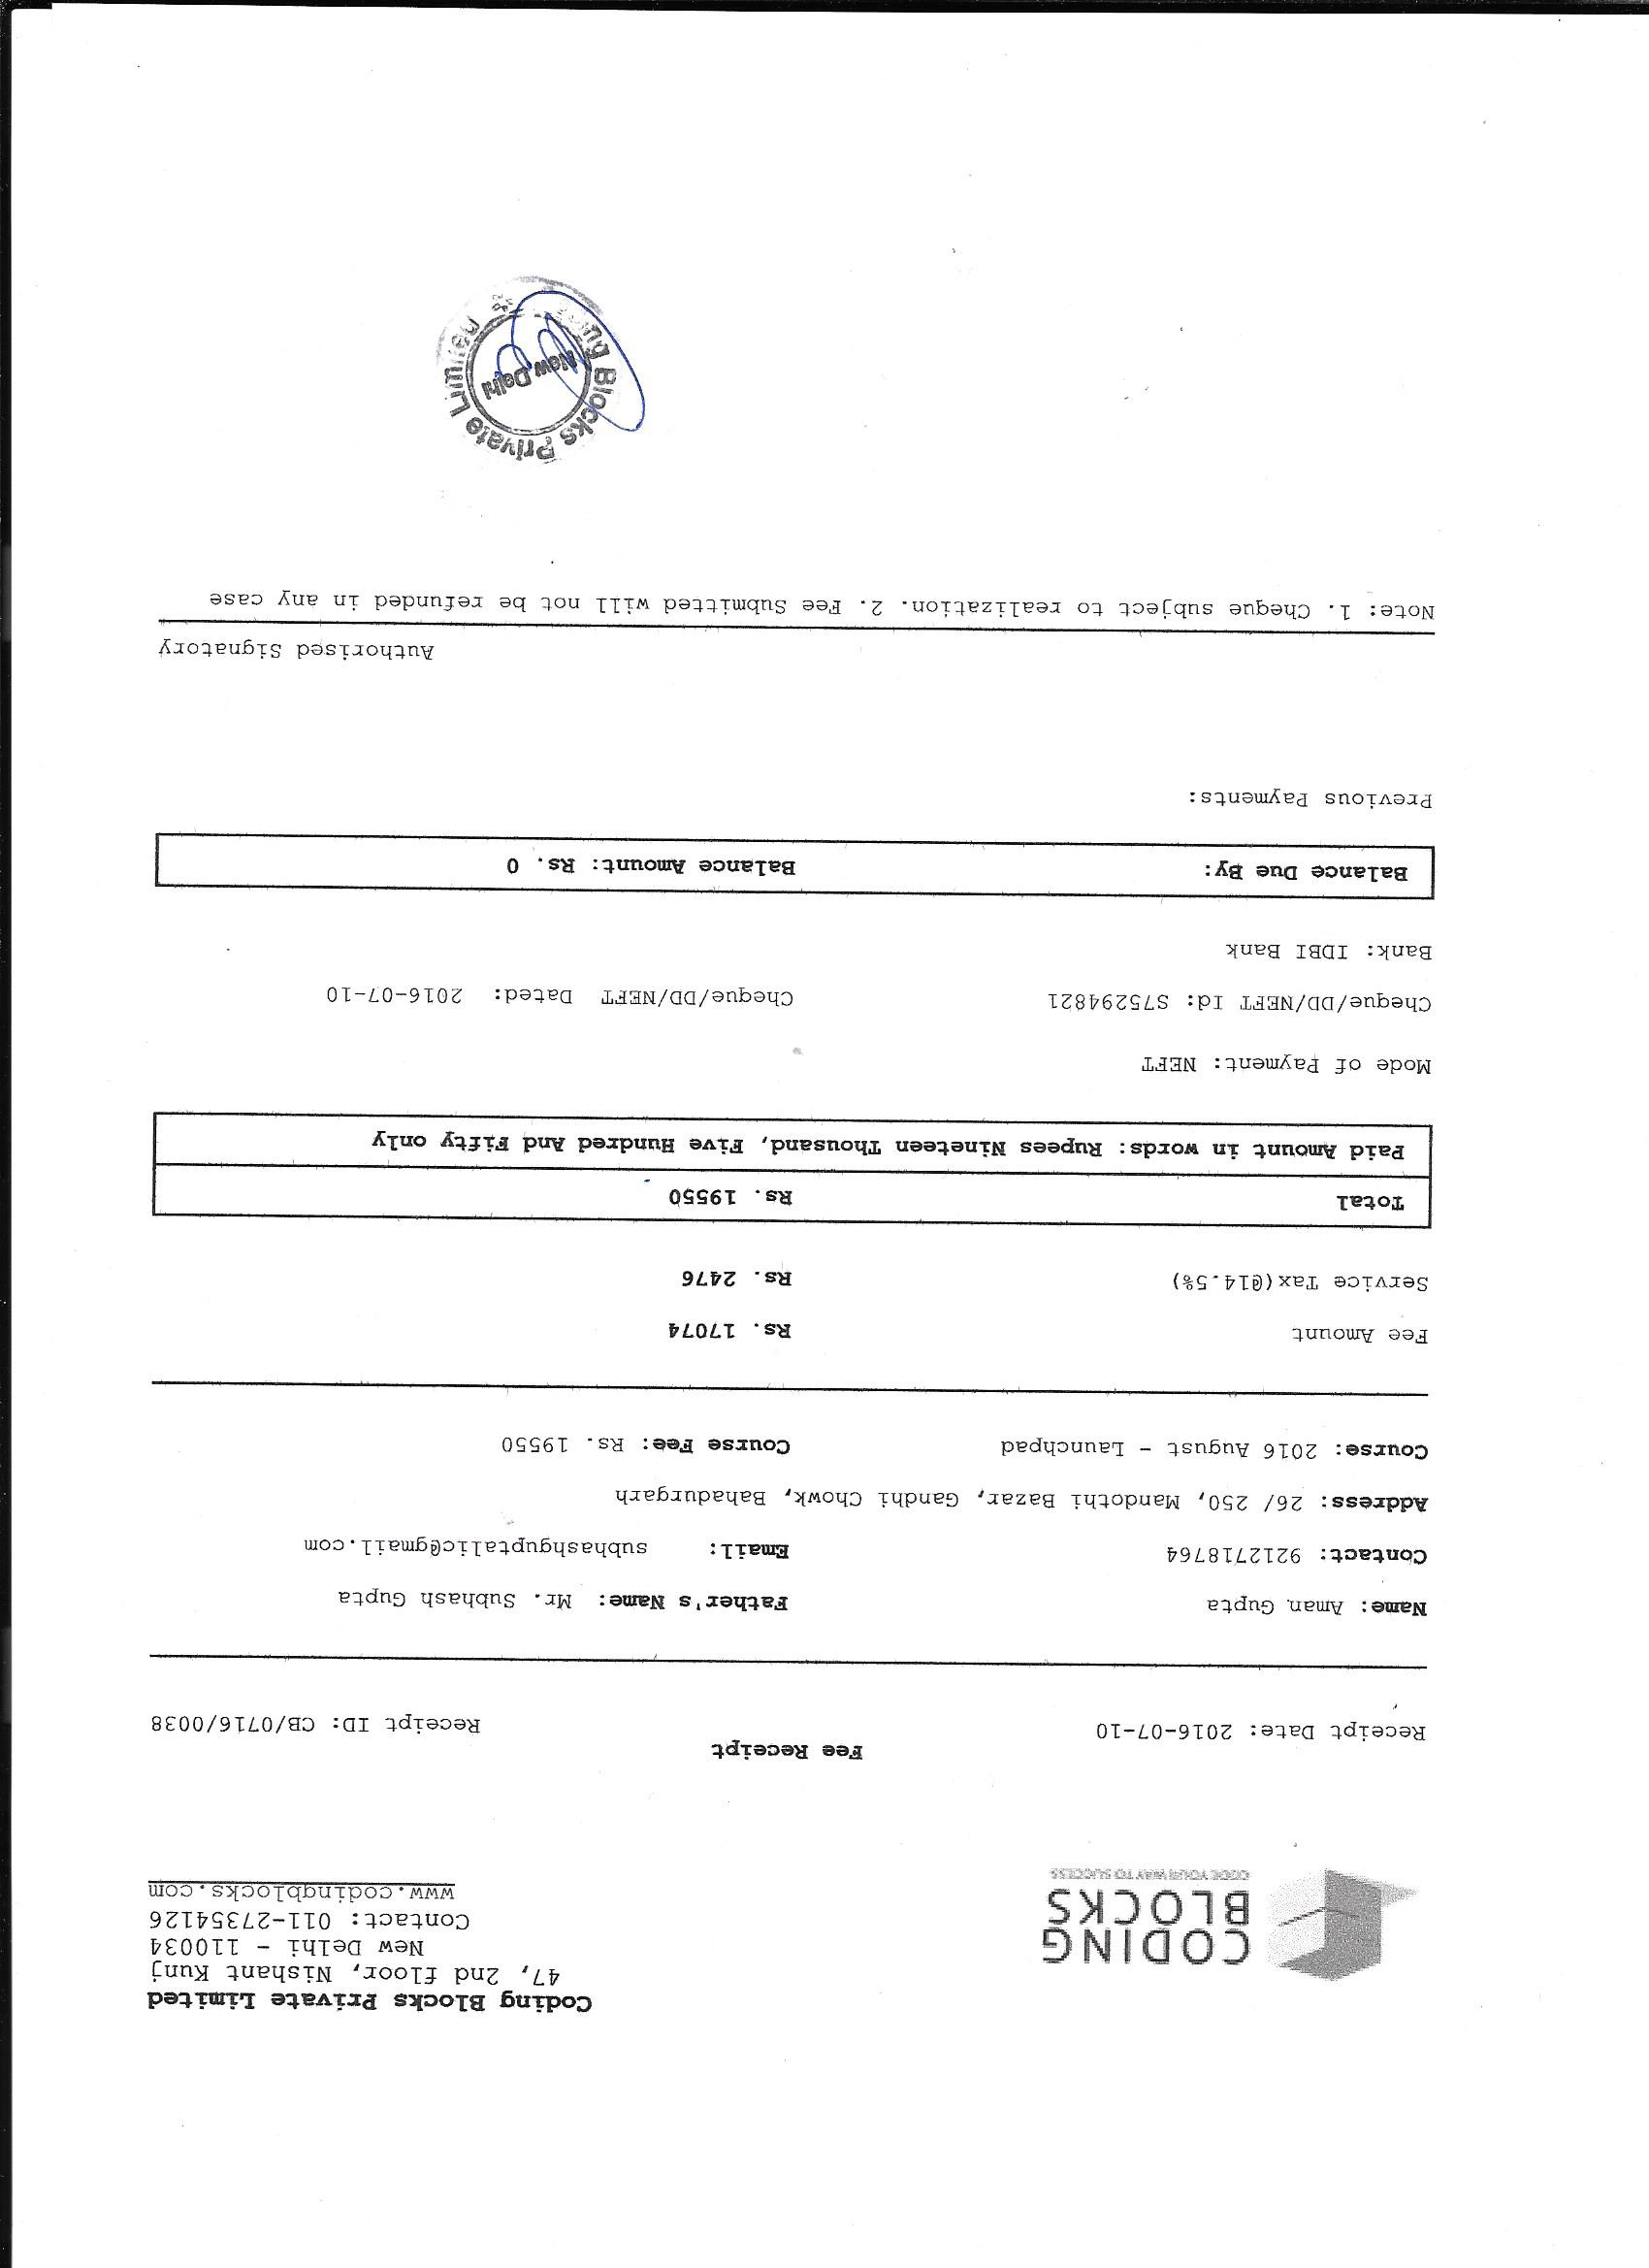 CODING
BLOCKS
CODE YOUR WAY TO SUCCESS
Coding Blocks Private Limited
47, 2nd floor, Nishant Kunj
New Delhi - 110034
Contact: 011-27354126
www.codingblocks.com
Fee Receipt
Receipt Date: 2016-07-10 Receipt ID: CB/0716/0038
Name: Aman Gupta Father's Name: Mr. Subhash Gupta
Contact: 9212718764 Email: subhashguptalic@gmail.com
Address: 26/ 250, Mandothi Bazar, Gandhi Chowk, Bahadurgarh
Course: 2016 August - Launchpad Course Fee: Rs. 19550
Fee Amount Rs. 17074
Service Tax(@14.5%) Rs. 2476
Total Rs. 19550
Paid Amount in words: Rupees Nineteen Thousand, Five Hundred And Fifty only
Mode of Payment: NEFT
Cheque/DD/NEFT Id: S75294821 Cheque/DD/NEFT Dated: 2016-07-10
Bank: IDBI Bank
Balance Due By: Balance Amount: Rs. 0
Previous Payments:
Authorised Signatory
Note: 1. Cheque subject to realization. 2. Fee Submitted will not be refunded in any case
Blocks Private Limited
New Delhi